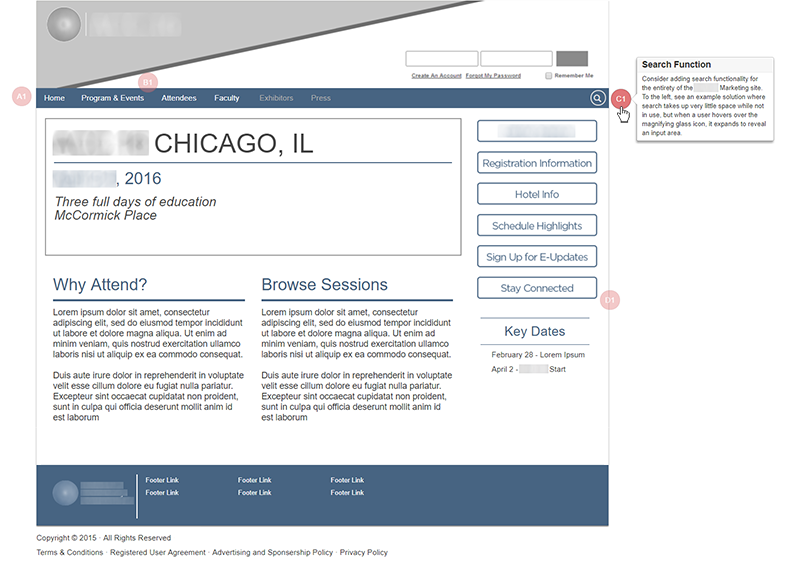 Create An Account Forgot My Password Remember Me
B1
A1
Home Program & Events Attendees Faculty Exhibitors Press
C1
Search Function
Consider adding search functionality for
the entirety of the Marketing site.
To the left, see an example solution where
search takes up very little space while not
in use, but when a user hovers over the
magnifying glass icon, it expands to reveal
an input area.
CHICAGO, IL
, 2016
Three full days of education
McCormick Place
Registration Information
Hotel Info
Schedule Highlights
Sign Up for E-Updates
Stay Connected
D1
Key Dates
February 28 - Lorem Ipsum
April 2 - Start
Why Attend?
Lorem ipsum dolor sit amet, consectetur
adipiscing elit, sed do eiusmod tempor incididunt
ut labore et dolore magna aliqua. Ut enim ad
minim veniam, quis nostrud exercitation ullamco
laboris nisi ut aliquip ex ea commodo consequat.
Duis aute irure dolor in reprehenderit in voluptate
velit esse cillum dolore eu fugiat nulla pariatur.
Excepteur sint occaecat cupidatat non proident,
sunt in culpa qui officia deserunt mollit anim id
est laborum
Browse Sessions
Lorem ipsum dolor sit amet, consectetur
adipiscing elit, sed do eiusmod tempor incididunt
ut labore et dolore magna aliqua. Ut enim ad
minim veniam, quis nostrud exercitation ullamco
laboris nisi ut aliquip ex ea commodo consequat.
Duis aute irure dolor in reprehenderit in voluptate
velit esse cillum dolore eu fugiat nulla pariatur.
Excepteur sint occaecat cupidatat non proident,
sunt in culpa qui officia deserunt mollit anim id
est laborum
Footer Link Footer Link Footer Link
Footer Link Footer Link Footer Link
Copyright © 2015 · All Rights Reserved
Terms & Conditions · Registered User Agreement · Advertising and Sponsership Policy · Privacy Policy